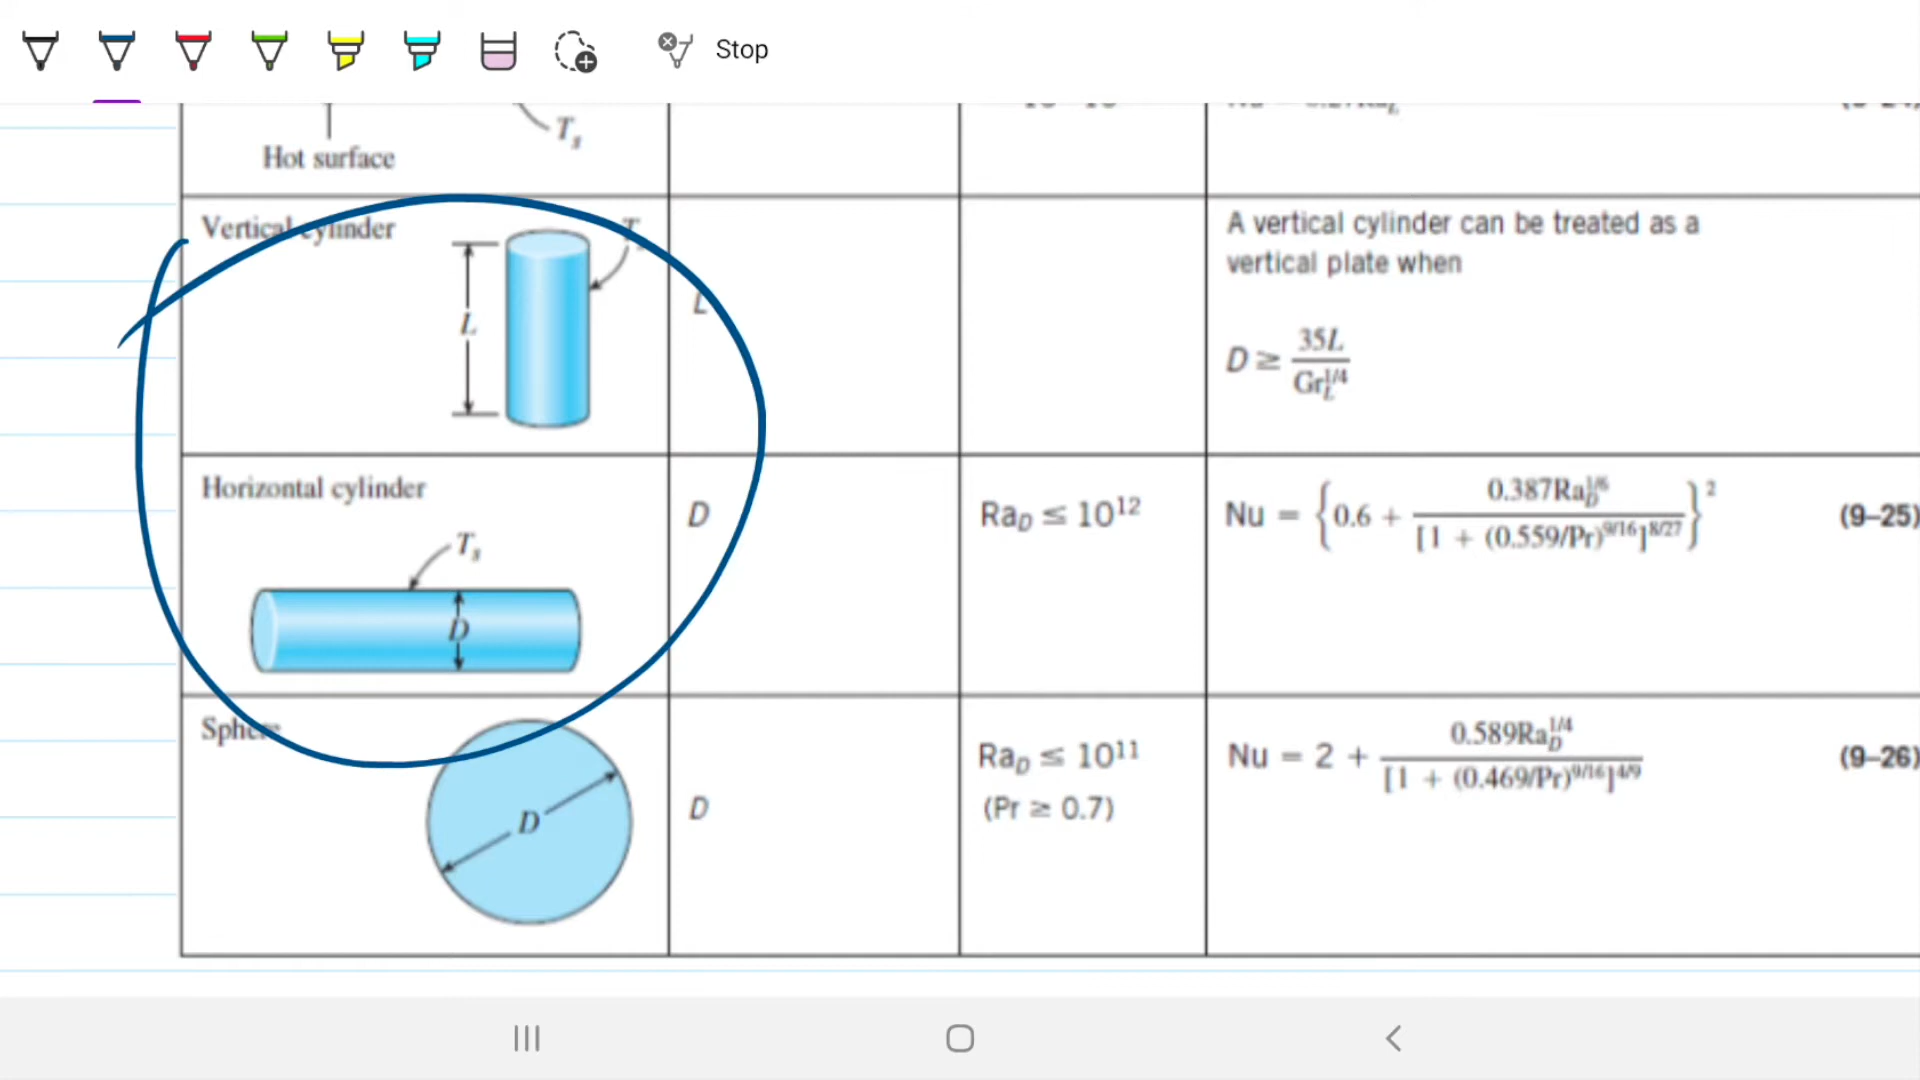 Stop
T_s
Hot surface
Vertical cylinder
L
L
A vertical cylinder can be treated as a
vertical plate when
D ≥ 35L / Gr_L^{1/4}
Horizontal cylinder
T_s
D
D
Ra_D ≤ 10^{12}
Nu = {0.6 + 0.387Ra_D^{1/6} / [1 + (0.559/Pr)^{9/16}]^{8/27}}^2
(9–25)
Sphere
D
D
Ra_D ≤ 10^{11}
(Pr ≥ 0.7)
Nu = 2 + 0.589Ra_D^{1/4} / [1 + (0.469/Pr)^{9/16}]^{4/9}
(9–26)